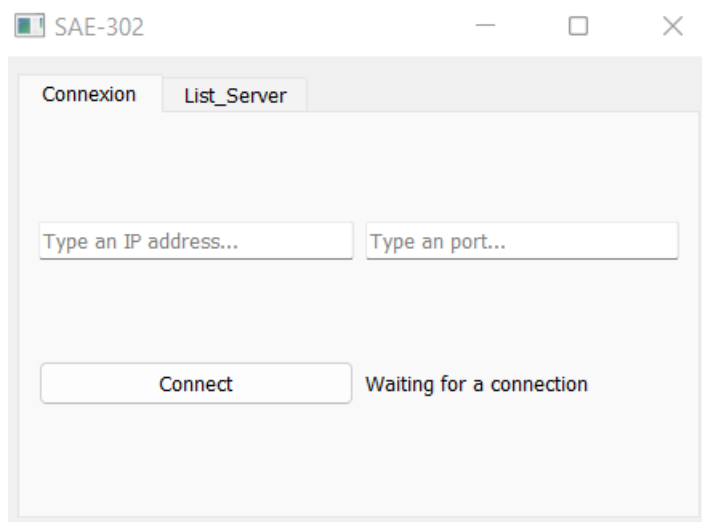 SAE-302
Connexion List_Server
Type an IP address... Type an port...
Connect Waiting for a connection